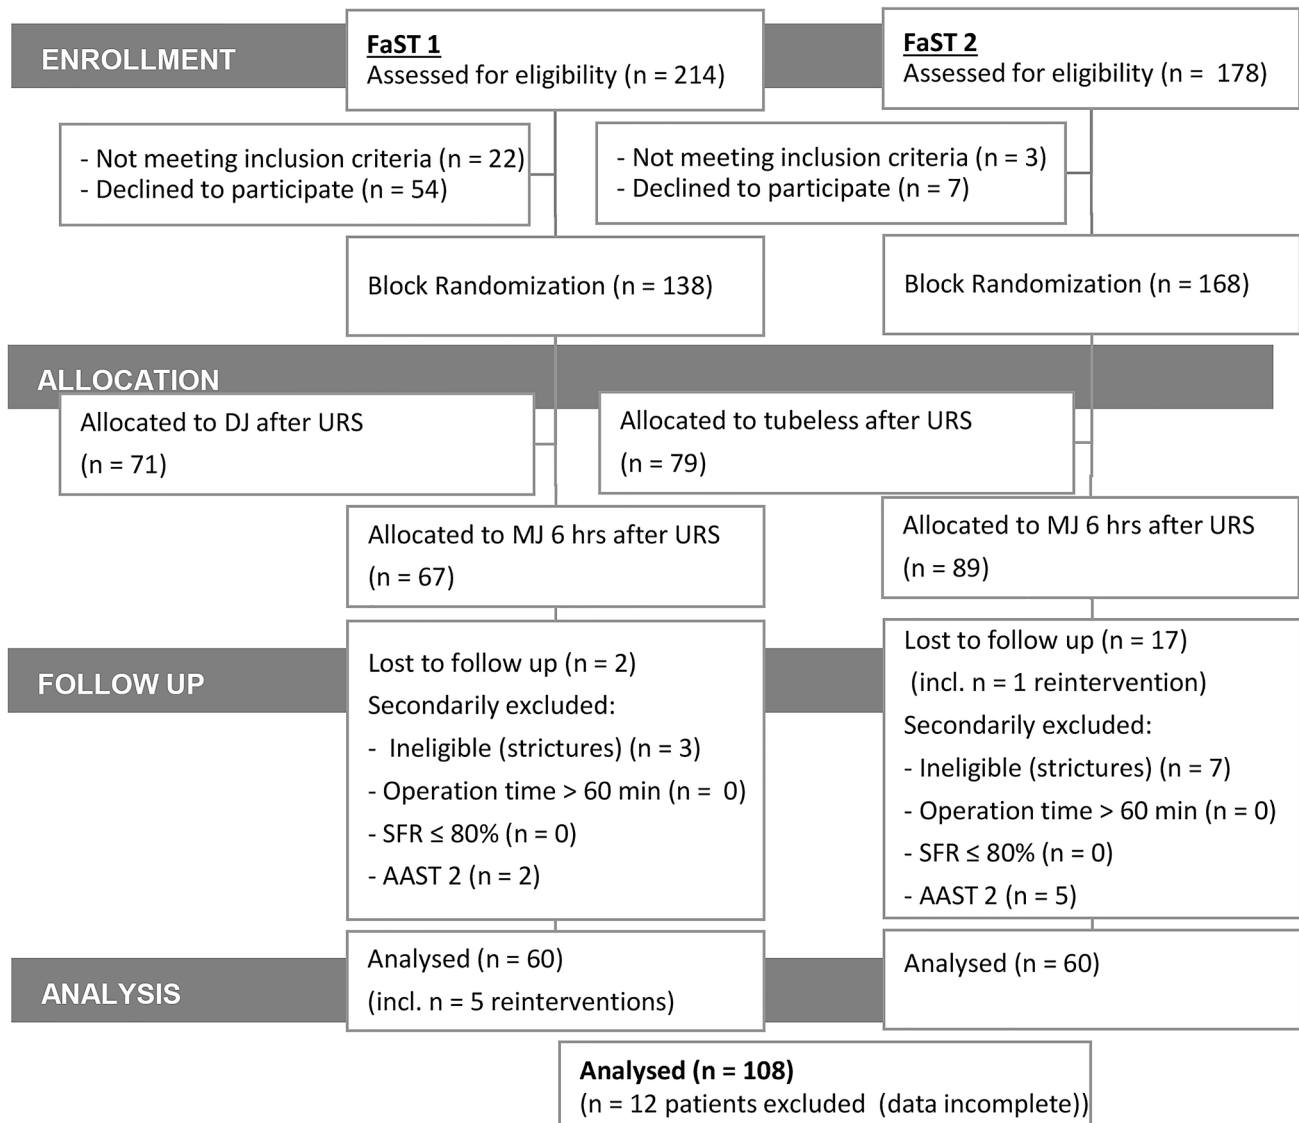 ENROLLMENT
FaST 1
Assessed for eligibility (n = 214)
FaST 2
Assessed for eligibility (n =  178)
- Not meeting inclusion criteria (n = 22)
- Declined to participate (n = 54)
- Not meeting inclusion criteria (n = 3)
- Declined to participate (n = 7)
Block Randomization (n = 138)
Block Randomization (n = 168)
ALLOCATION
Allocated to DJ after URS
(n = 71)
Allocated to tubeless after URS
(n = 79)
Allocated to MJ 6 hrs after URS
(n = 67)
Allocated to MJ 6 hrs after URS
(n = 89)
FOLLOW UP
Lost to follow up (n = 2)
Secondarily excluded:
-  Ineligible (strictures) (n = 3)
- Operation time > 60 min (n =  0)
- SFR ≤ 80% (n = 0)
- AAST 2 (n = 2)
Lost to follow up (n = 17)
(incl. n = 1 reintervention)
Secondarily excluded:
- Ineligible (strictures) (n = 7)
- Operation time > 60 min (n = 0)
- SFR ≤ 80% (n = 0)
- AAST 2 (n = 5)
ANALYSIS
Analysed (n = 60)
(incl. n = 5 reinterventions)
Analysed (n = 60)
Analysed (n = 108)
(n = 12 patients excluded  (data incomplete))